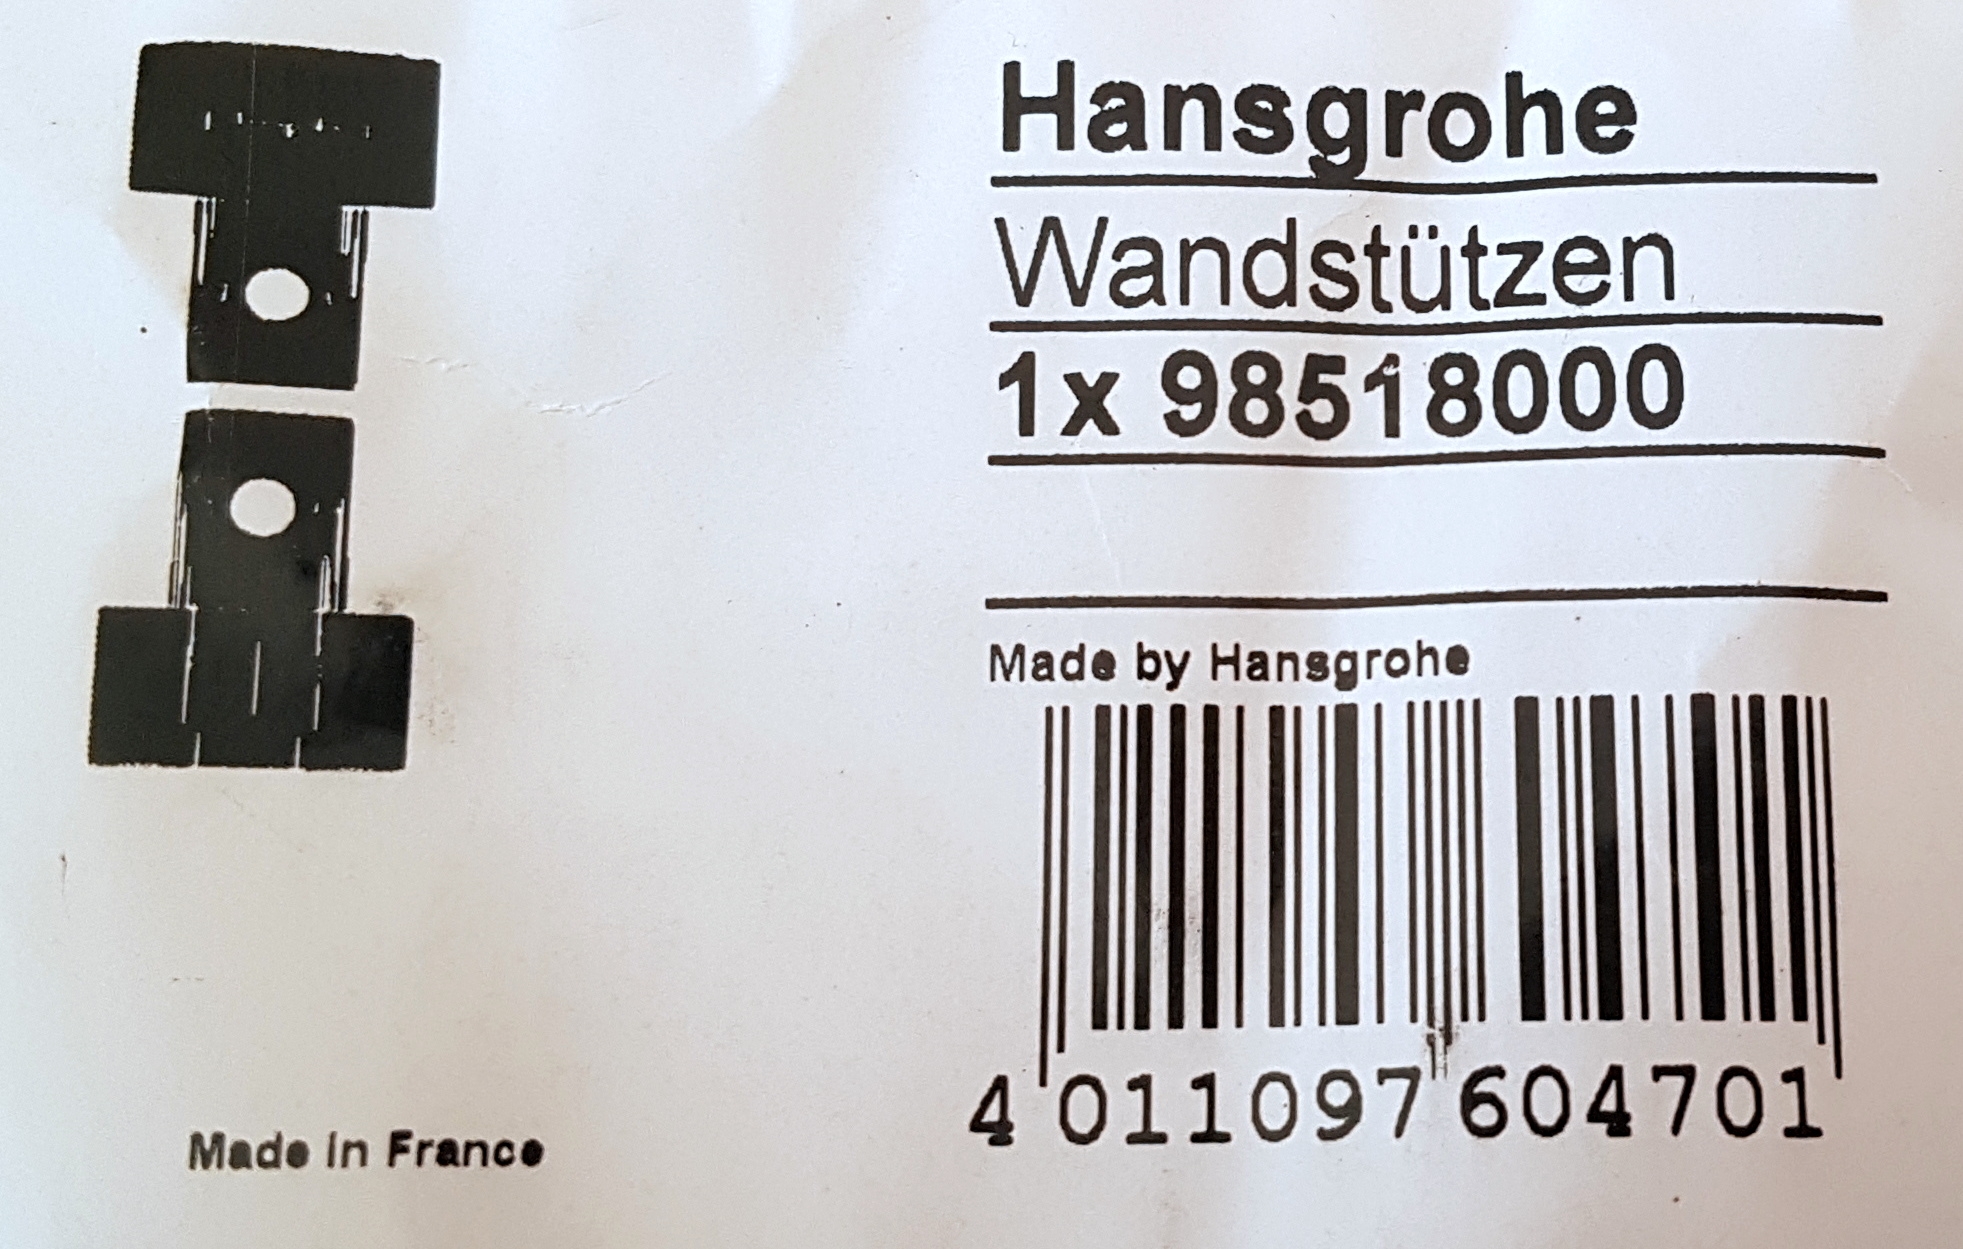 Hansgrohe
Wandstützen
1x 98518000
Made by Hansgrohe
4 011097 604701
Made in France